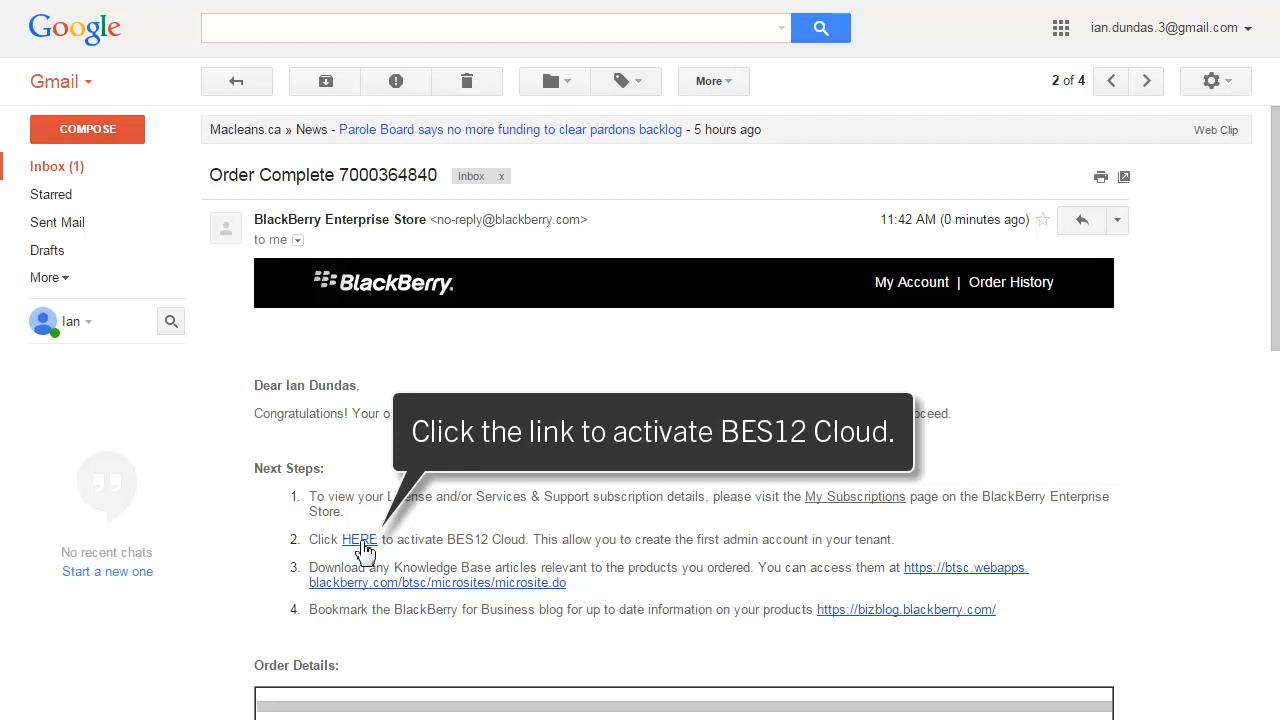 Google
ian.dundas.3@gmail.com
Gmail
More
2 of 4
COMPOSE
Macleans.ca » News - Parole Board says no more funding to clear pardons backlog - 5 hours ago
Web Clip
Inbox (1)
Order Complete 7000364840
Inbox x
Starred
BlackBerry Enterprise Store <no-reply@blackberry.com>
11:42 AM (0 minutes ago)
Sent Mail
to me
Drafts
More
BlackBerry.
My Account | Order History
Ian
Dear Ian Dundas,
Congratulations! Your
Click the link to activate BES12 Cloud.
Next Steps:
1. To view your License and/or Services & Support subscription details, please visit the My Subscriptions page on the BlackBerry Enterprise
Store.
2. Click HERE to activate BES12 Cloud. This allow you to create the first admin account in your tenant.
3. Download any Knowledge Base articles relevant to the products you ordered. You can access them at https://btsc.webapps.
blackberry.com/btsc/microsites/microsite.do
4. Bookmark the BlackBerry for Business blog for up to date information on your products https://bizblog.blackberry.com/
No recent chats
Start a new one
Order Details: